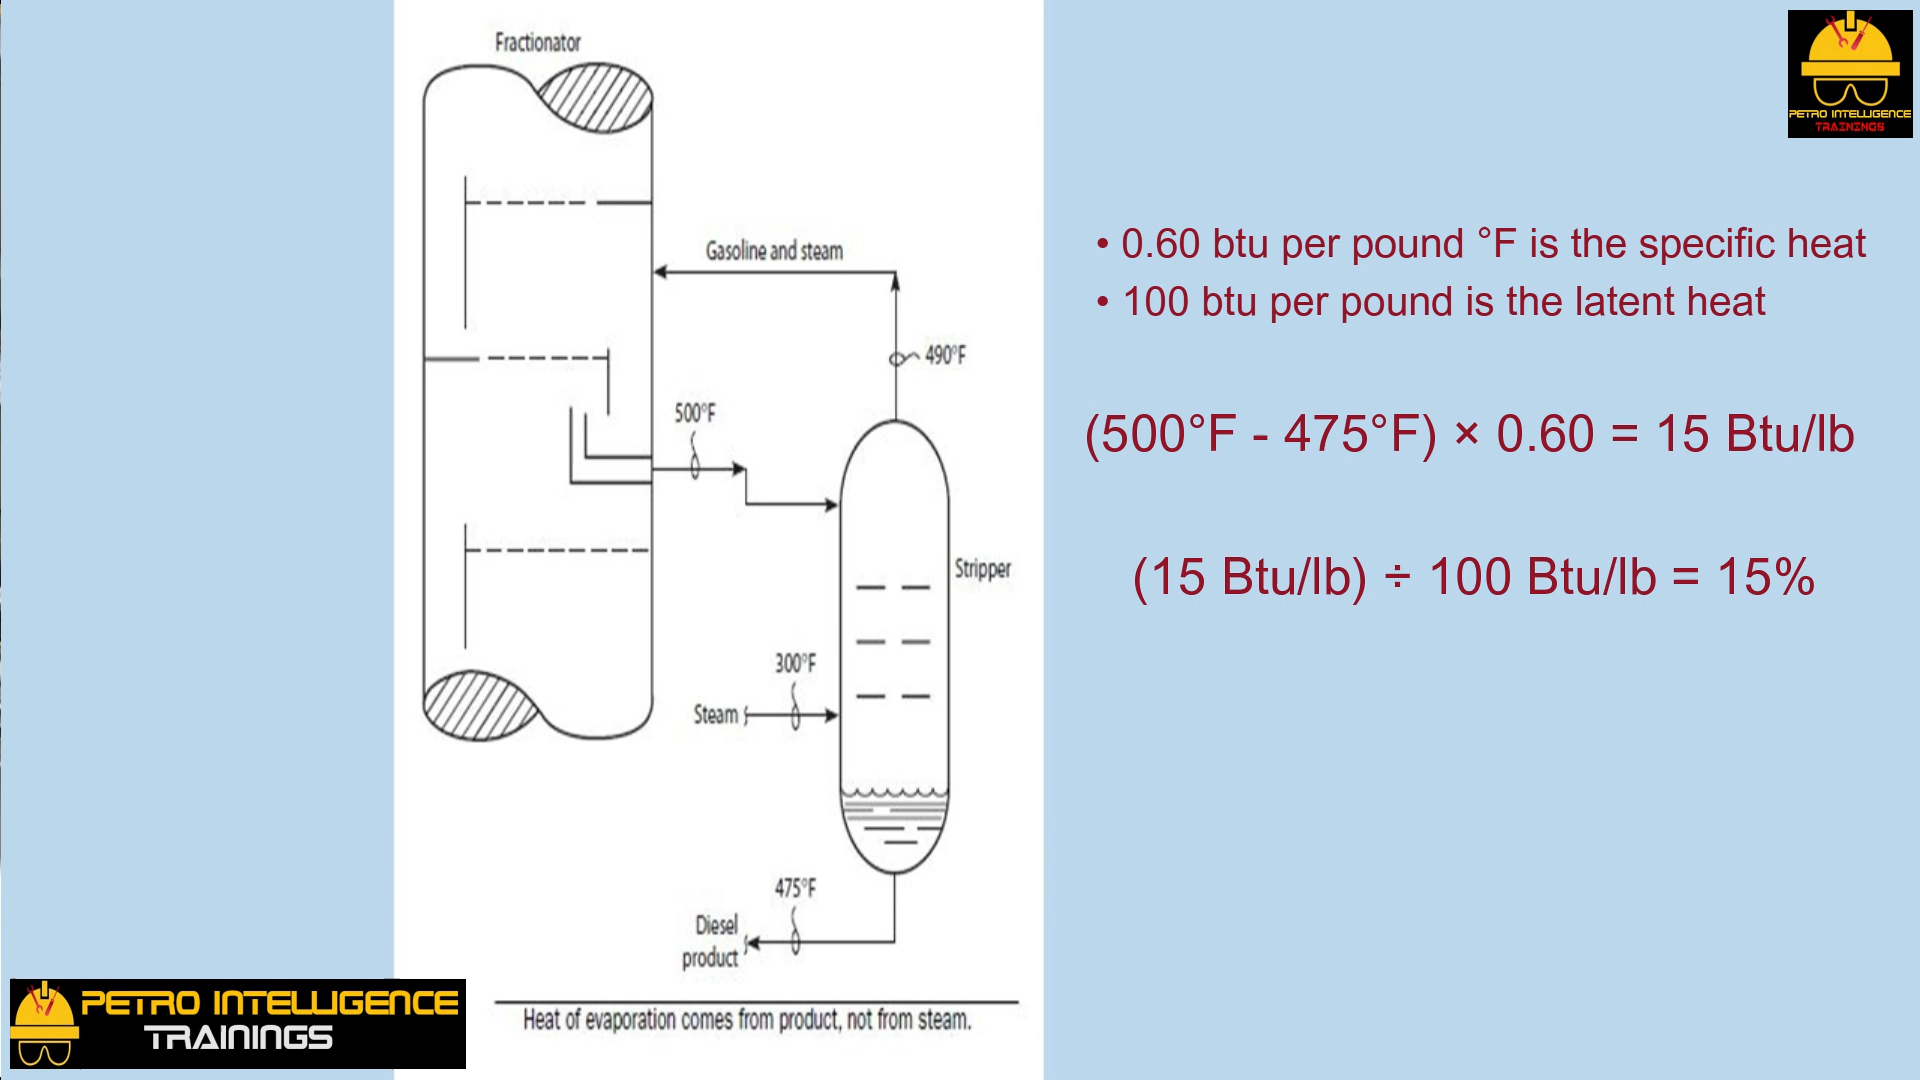 Fractionator
Gasoline and steam
490°F
500°F
Stripper
300°F
Steam
475°F
Diesel
product
Heat of evaporation comes from product, not from steam.
• 0.60 btu per pound °F is the specific heat
• 100 btu per pound is the latent heat
(500°F - 475°F) × 0.60 = 15 Btu/lb
(15 Btu/lb) ÷ 100 Btu/lb = 15%
PETRO INTELLIGENCE
TRAININGS
PETRO INTELLIGENCE
TRAININGS